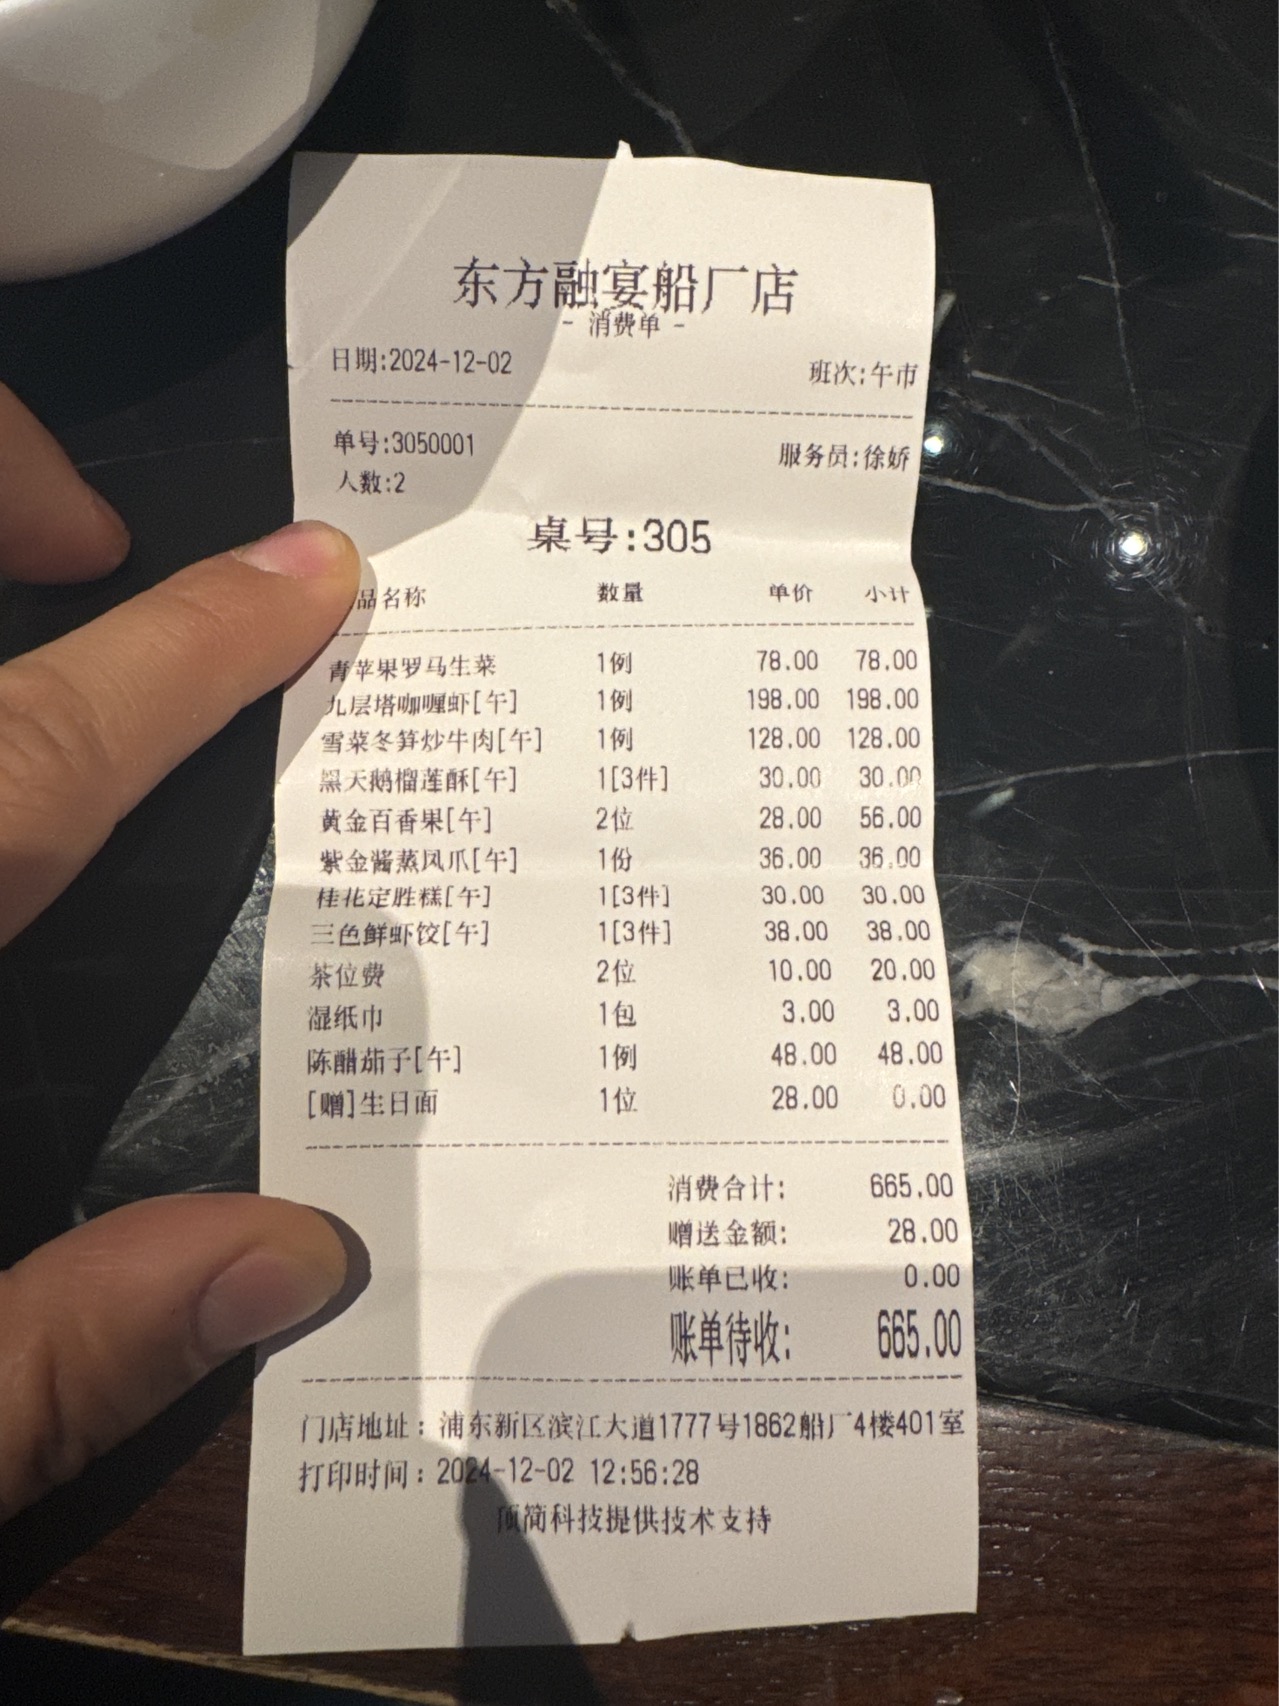 东方融宴船厂店
- 消费单 -
日期:2024-12-02 班次:午市
单号:3050001 服务员:徐娇
人数:2
桌号:305
品名称 数量 单价 小计
青苹果罗马生菜 1例 78.00 78.00
九层塔咖喱虾[午] 1例 198.00 198.00
雪菜冬笋炒牛肉[午] 1例 128.00 128.00
黑天鹅榴莲酥[午] 1[3件] 30.00 30.00
黄金百香果[午] 2位 28.00 56.00
紫金酱蒸凤爪[午] 1份 36.00 36.00
桂花定胜糕[午] 1[3件] 30.00 30.00
三色鲜虾饺[午] 1[3件] 38.00 38.00
茶位费 2位 10.00 20.00
湿纸巾 1包 3.00 3.00
陈醋茄子[午] 1例 48.00 48.00
[赠]生日面 1位 28.00 0.00
消费合计: 665.00
赠送金额: 28.00
账单已收: 0.00
账单待收: 665.00
门店地址：浦东新区滨江大道1777号1862船厂4楼401室
打印时间：2024-12-02 12:56:28
顶简科技提供技术支持